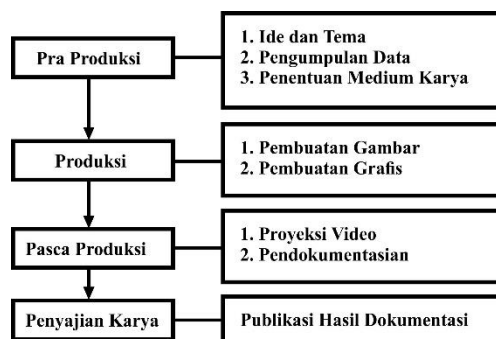 Pra Produksi
1. Ide dan Tema
2. Pengumpulan Data
3. Penentuan Medium Karya
Produksi
1. Pembuatan Gambar
2. Pembuatan Grafis
Pasca Produksi
1. Proyeksi Video
2. Pendokumentasian
Penyajian Karya
Publikasi Hasil Dokumentasi